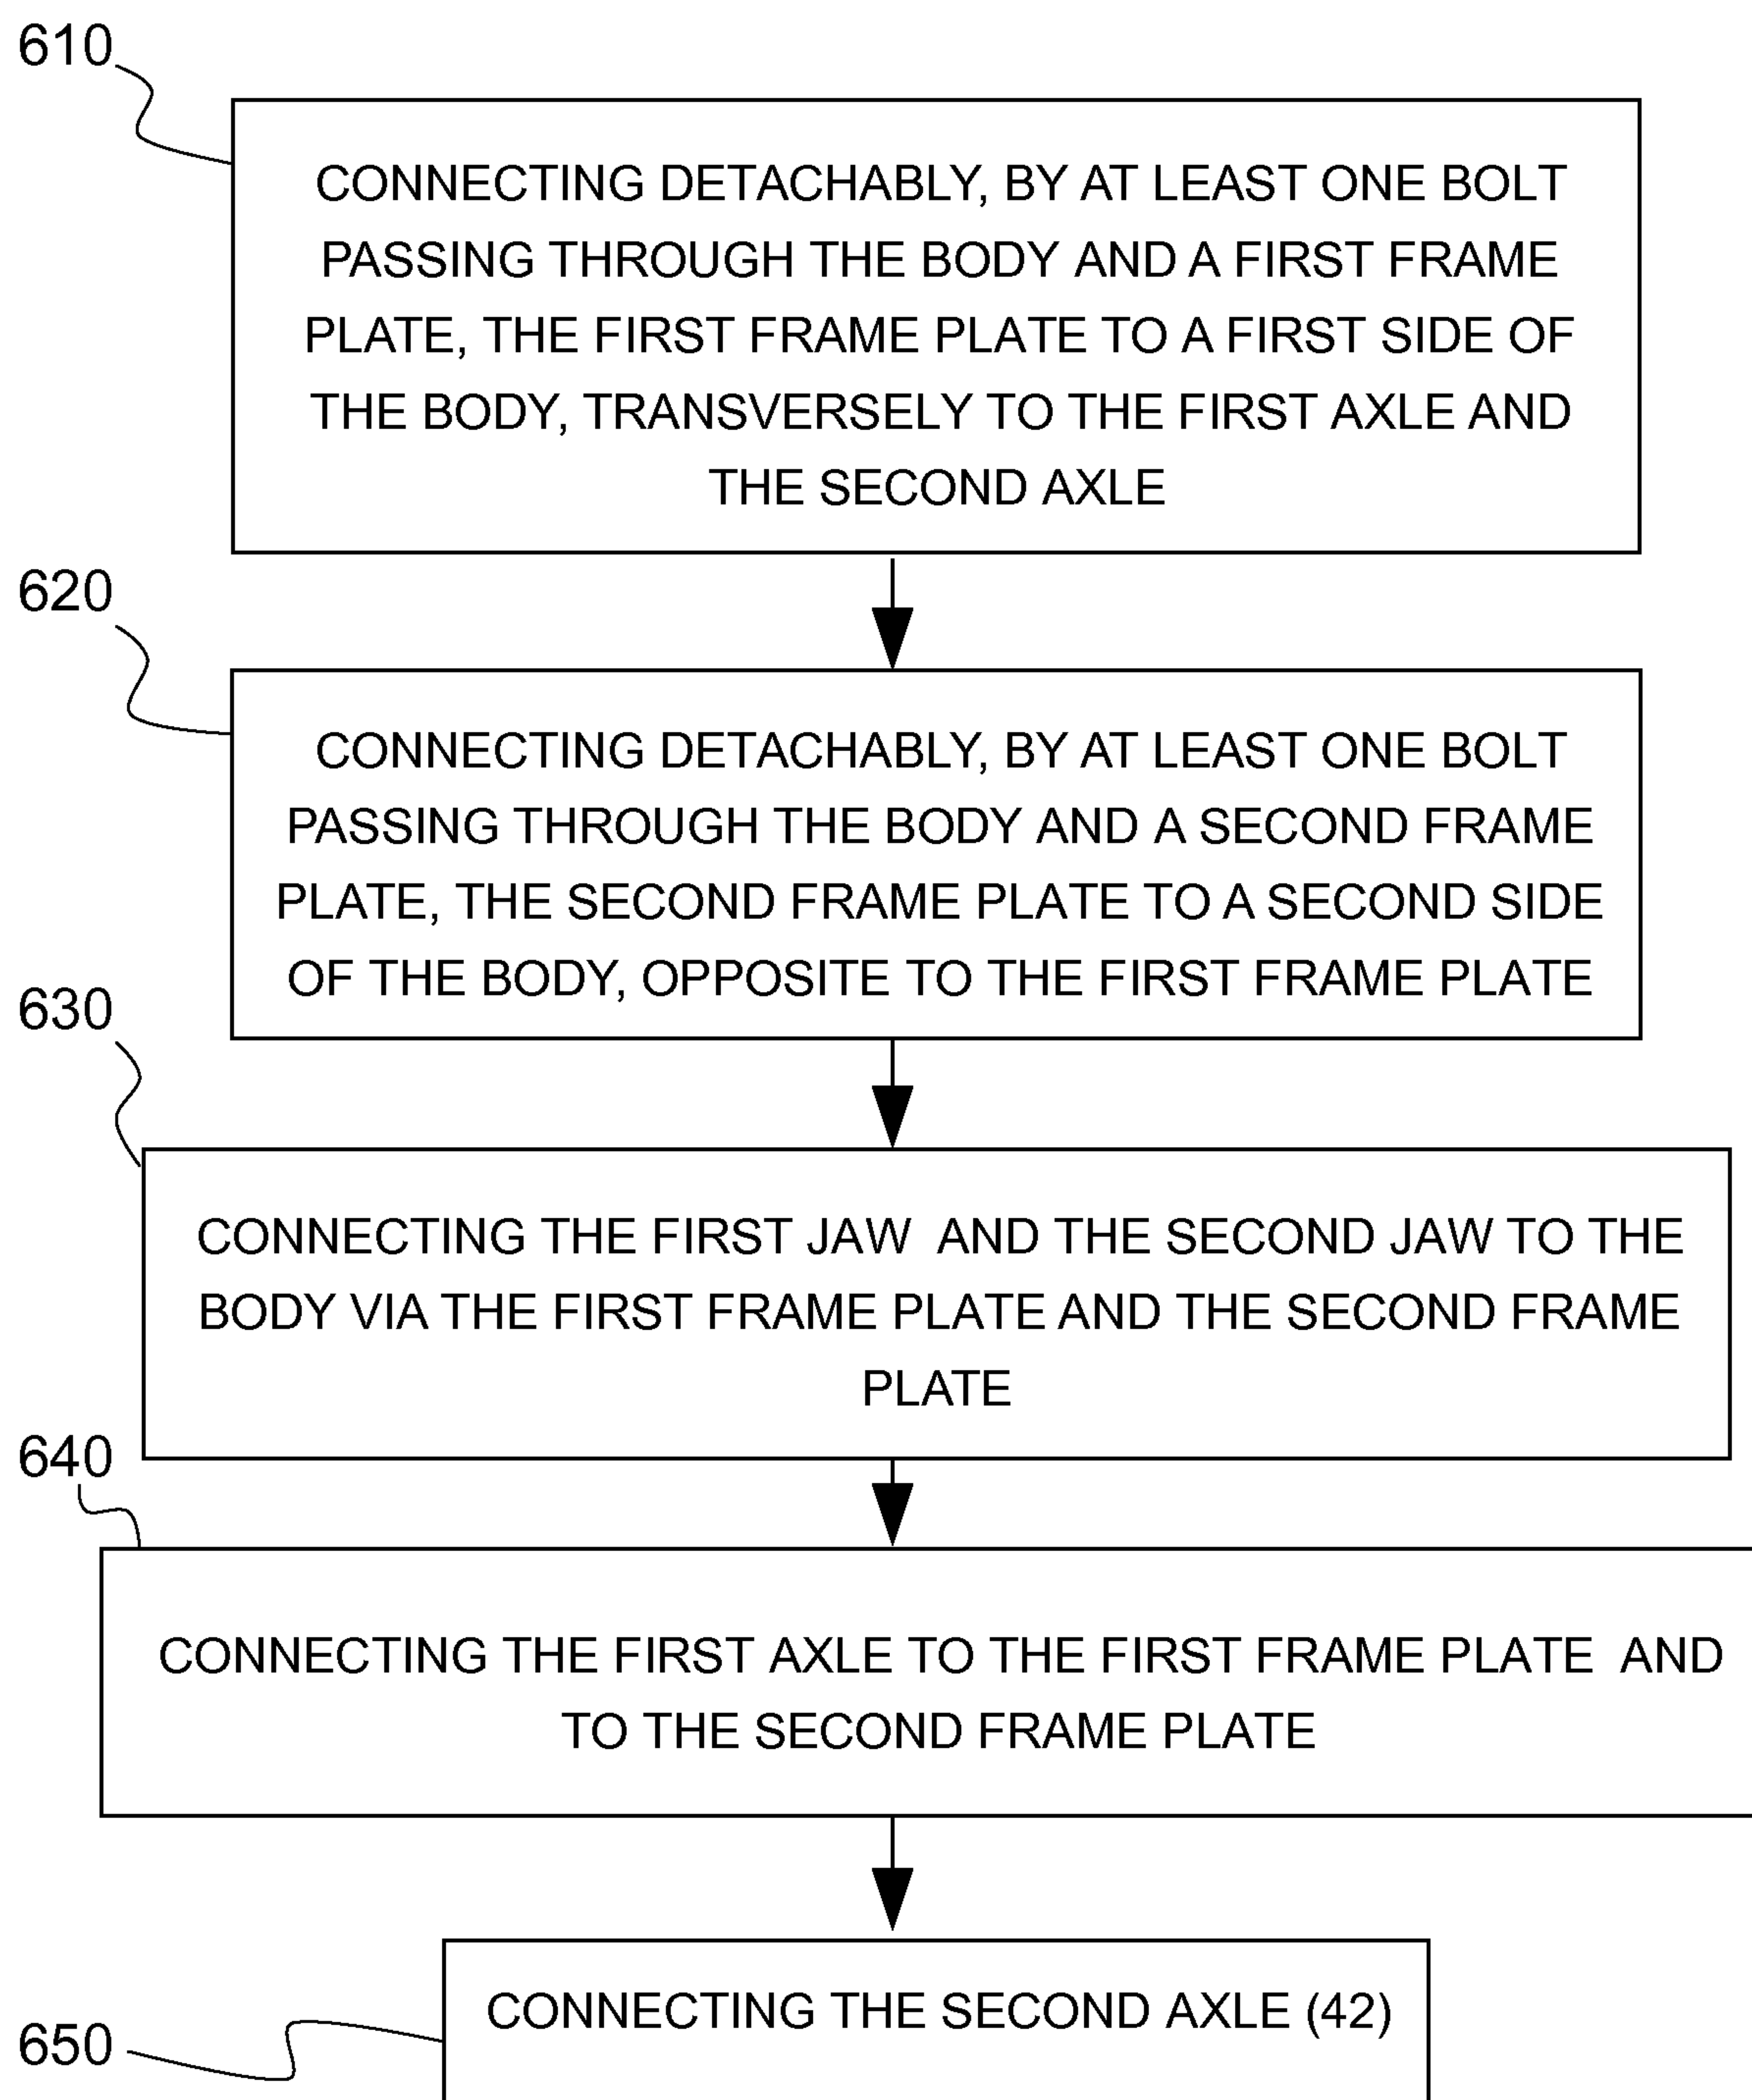 610
CONNECTING DETACHABLY, BY AT LEAST ONE BOLT
PASSING THROUGH THE BODY AND A FIRST FRAME
PLATE, THE FIRST FRAME PLATE TO A FIRST SIDE OF
THE BODY, TRANSVERSELY TO THE FIRST AXLE AND
THE SECOND AXLE
620
CONNECTING DETACHABLY, BY AT LEAST ONE BOLT
PASSING THROUGH THE BODY AND A SECOND FRAME
PLATE, THE SECOND FRAME PLATE TO A SECOND SIDE
OF THE BODY, OPPOSITE TO THE FIRST FRAME PLATE
630
CONNECTING THE FIRST JAW AND THE SECOND JAW TO THE
BODY VIA THE FIRST FRAME PLATE AND THE SECOND FRAME
PLATE
640
CONNECTING THE FIRST AXLE TO THE FIRST FRAME PLATE AND
TO THE SECOND FRAME PLATE
650
CONNECTING THE SECOND AXLE (42)